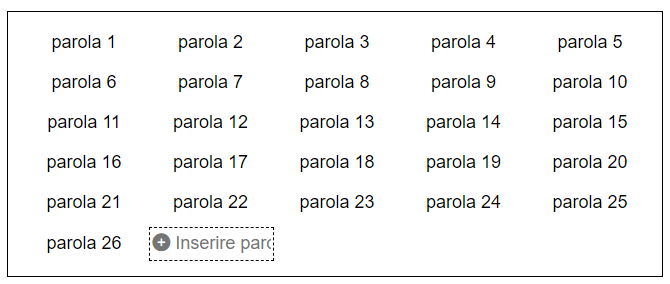 parola 1 parola 2 parola 3 parola 4 parola 5
parola 6 parola 7 parola 8 parola 9 parola 10
parola 11 parola 12 parola 13 parola 14 parola 15
parola 16 parola 17 parola 18 parola 19 parola 20
parola 21 parola 22 parola 23 parola 24 parola 25
parola 26 Inserire